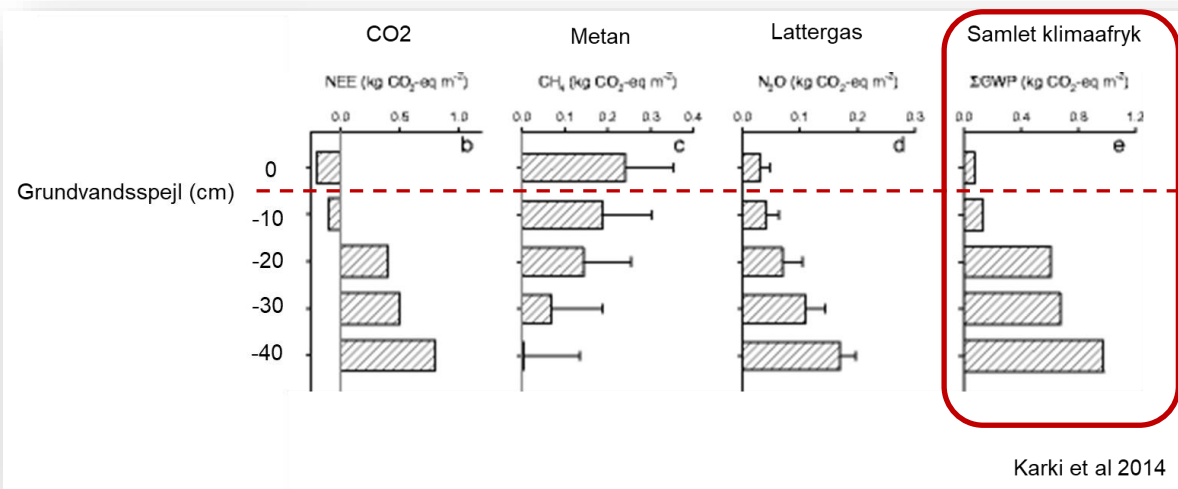 CO2
Metan
Lattergas
Samlet klimaafryk
NEE (kg CO₂-eq m⁻²)
CH₄ (kg CO₂-eq m⁻²)
N₂O (kg CO₂-eq m⁻²)
ΣGWP (kg CO₂-eq m⁻²)
0.0 0.5 1.0
0.0 0.1 0.2 0.3 0.4
0.0 0.1 0.2 0.3
0.0 0.4 0.8 1.2
b
c
d
e
Grundvandsspejl (cm)
0
-10
-20
-30
-40
Karki et al 2014